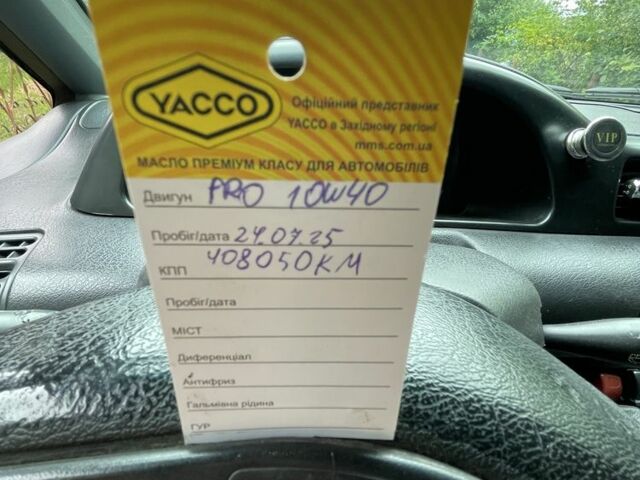 YACCO
Офіційний представник
YACCO в Західному регіоні
mms.com.ua
МАСЛО ПРЕМІУМ КЛАСУ ДЛЯ АВТОМОБІЛІВ
Двигун PRO 10W40
Пробіг/дата 24.07.25
408050КМ
КПП
Пробіг/дата
МІСТ
Диференціал
Антифриз
Гальмівна рідина
ГУР
VIP